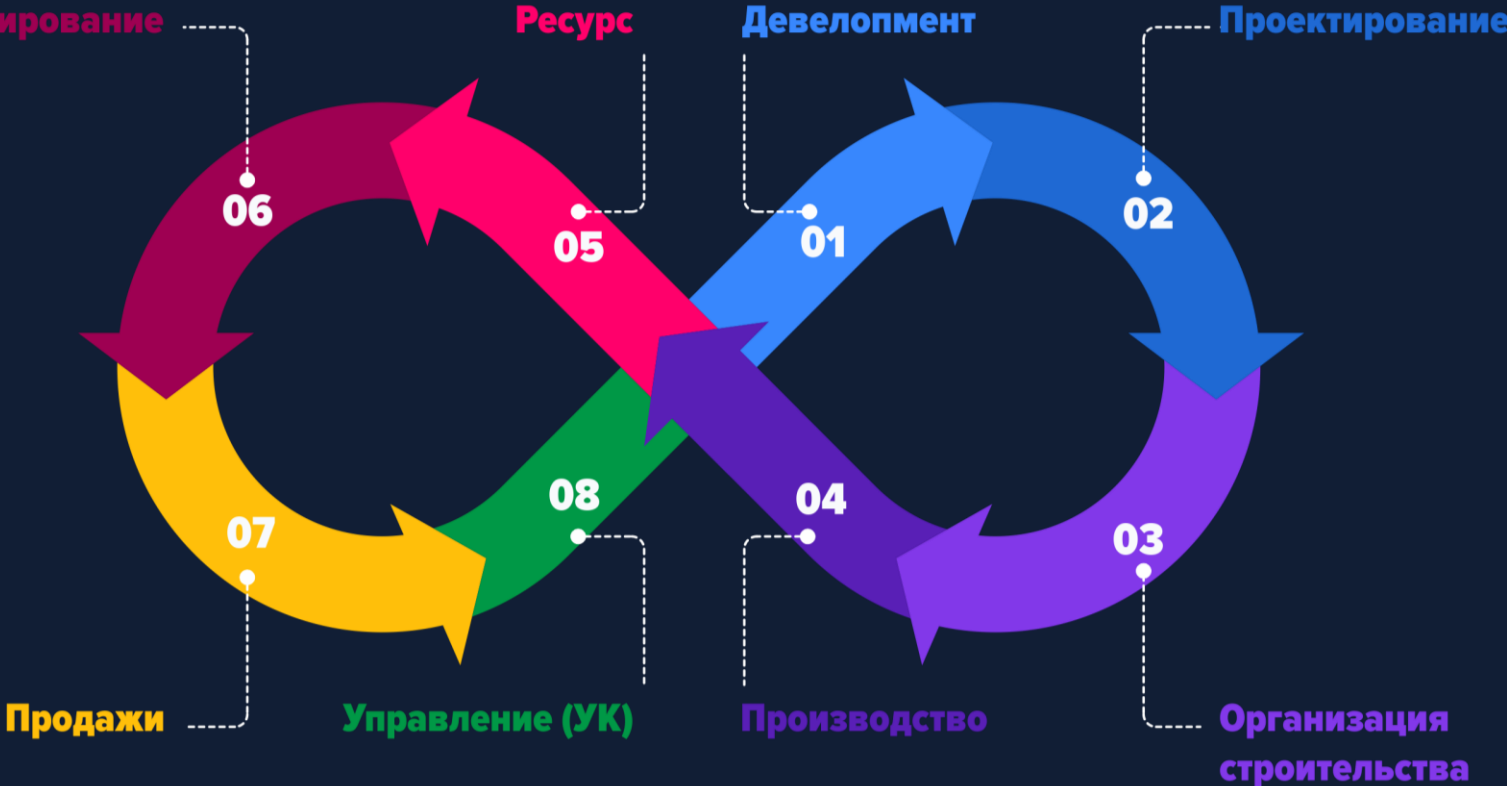 ирование
Ресурс
Девелопмент
Проектирование
06
05
01
02
07
08
04
03
Продажи
Управление (УК)
Производство
Организация
строительства